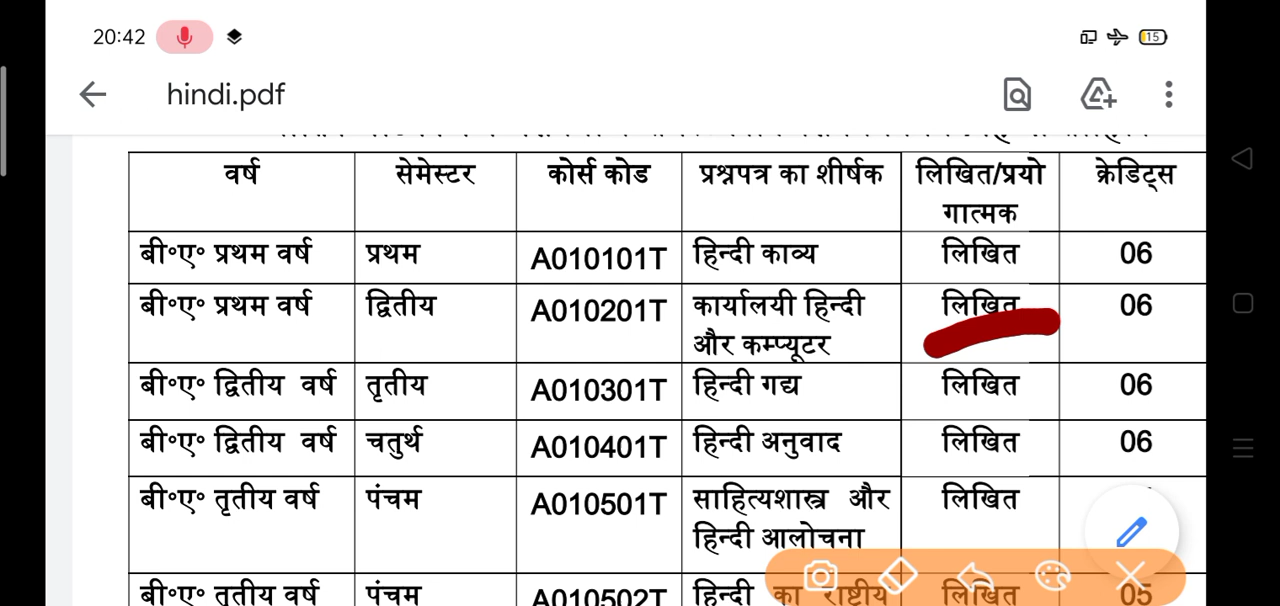 20:42
15
hindi.pdf
वर्ष सेमेस्टर कोर्स कोड प्रश्नपत्र का शीर्षक लिखित/प्रयो क्रेडिट्स
गात्मक
बी॰ए॰ प्रथम वर्ष प्रथम A010101T हिन्दी काव्य लिखित 06
बी॰ए॰ प्रथम वर्ष द्वितीय A010201T कार्यालयी हिन्दी लिखित 06
और कम्प्यूटर
बी॰ए॰ द्वितीय वर्ष तृतीय A010301T हिन्दी गद्य लिखित 06
बी॰ए॰ द्वितीय वर्ष चतुर्थ A010401T हिन्दी अनुवाद लिखित 06
बी॰ए॰ तृतीय वर्ष पंचम A010501T साहित्यशास्त्र और लिखित
हिन्दी आलोचना
बी॰ए॰ तृतीय वर्ष पंचम A010502T हिन्दी का राष्ट्रीय लिखित 05